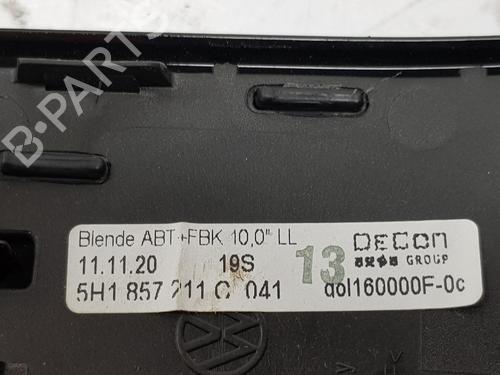 B-PARTS
Blende ABT+FBK 10,0" LL
11.11.20 19S 13
DECON
GROUP
5H1 857 211 041
dol160000F-0c